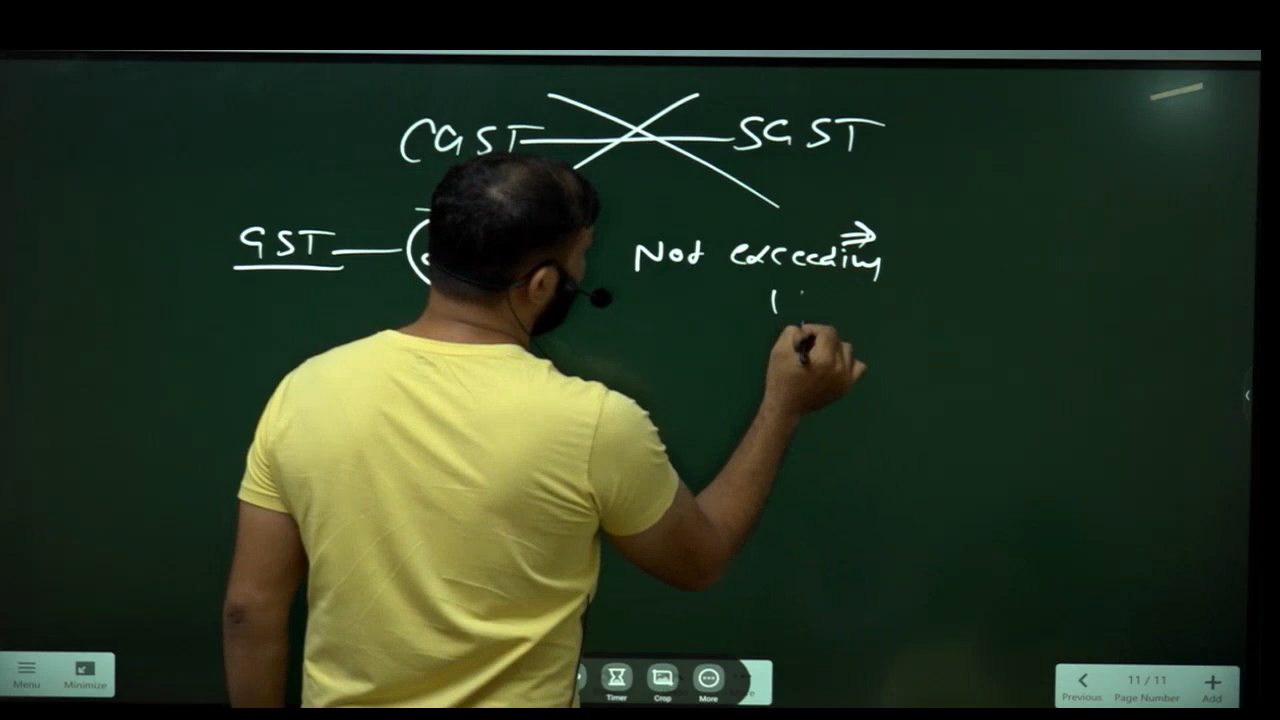 CGST SGST
GST Not exceeding
Timer Crop More
Menu Minimize
11 / 11
Previous Page Number Add